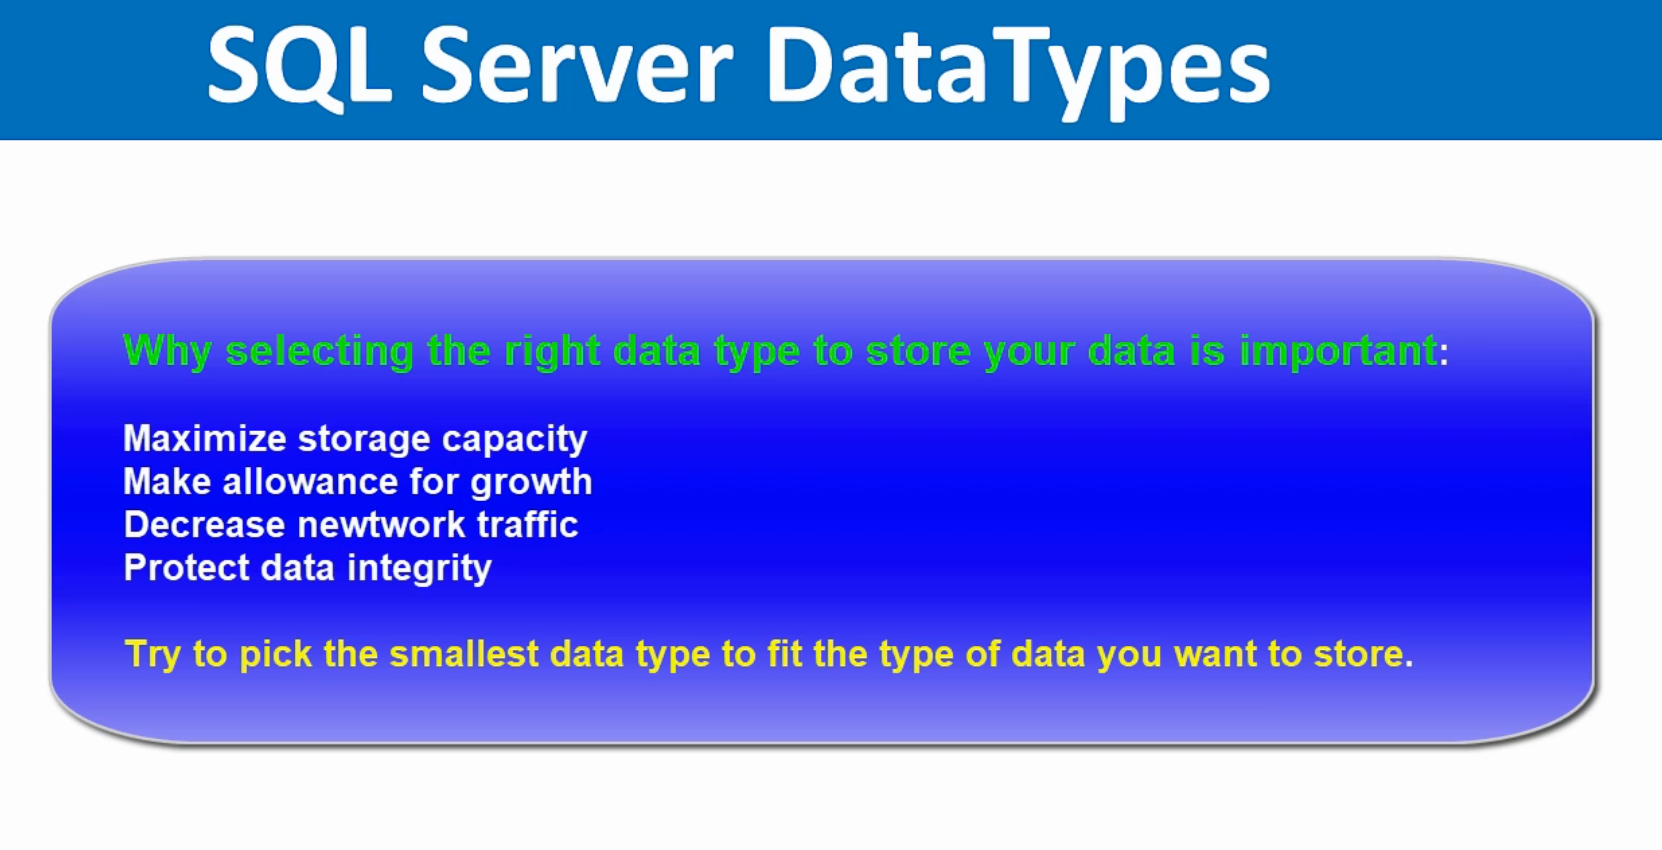 SQL Server DataTypes
Why selecting the right data type to store your data is important:
Maximize storage capacity
Make allowance for growth
Decrease newtwork traffic
Protect data integrity
Try to pick the smallest data type to fit the type of data you want to store.